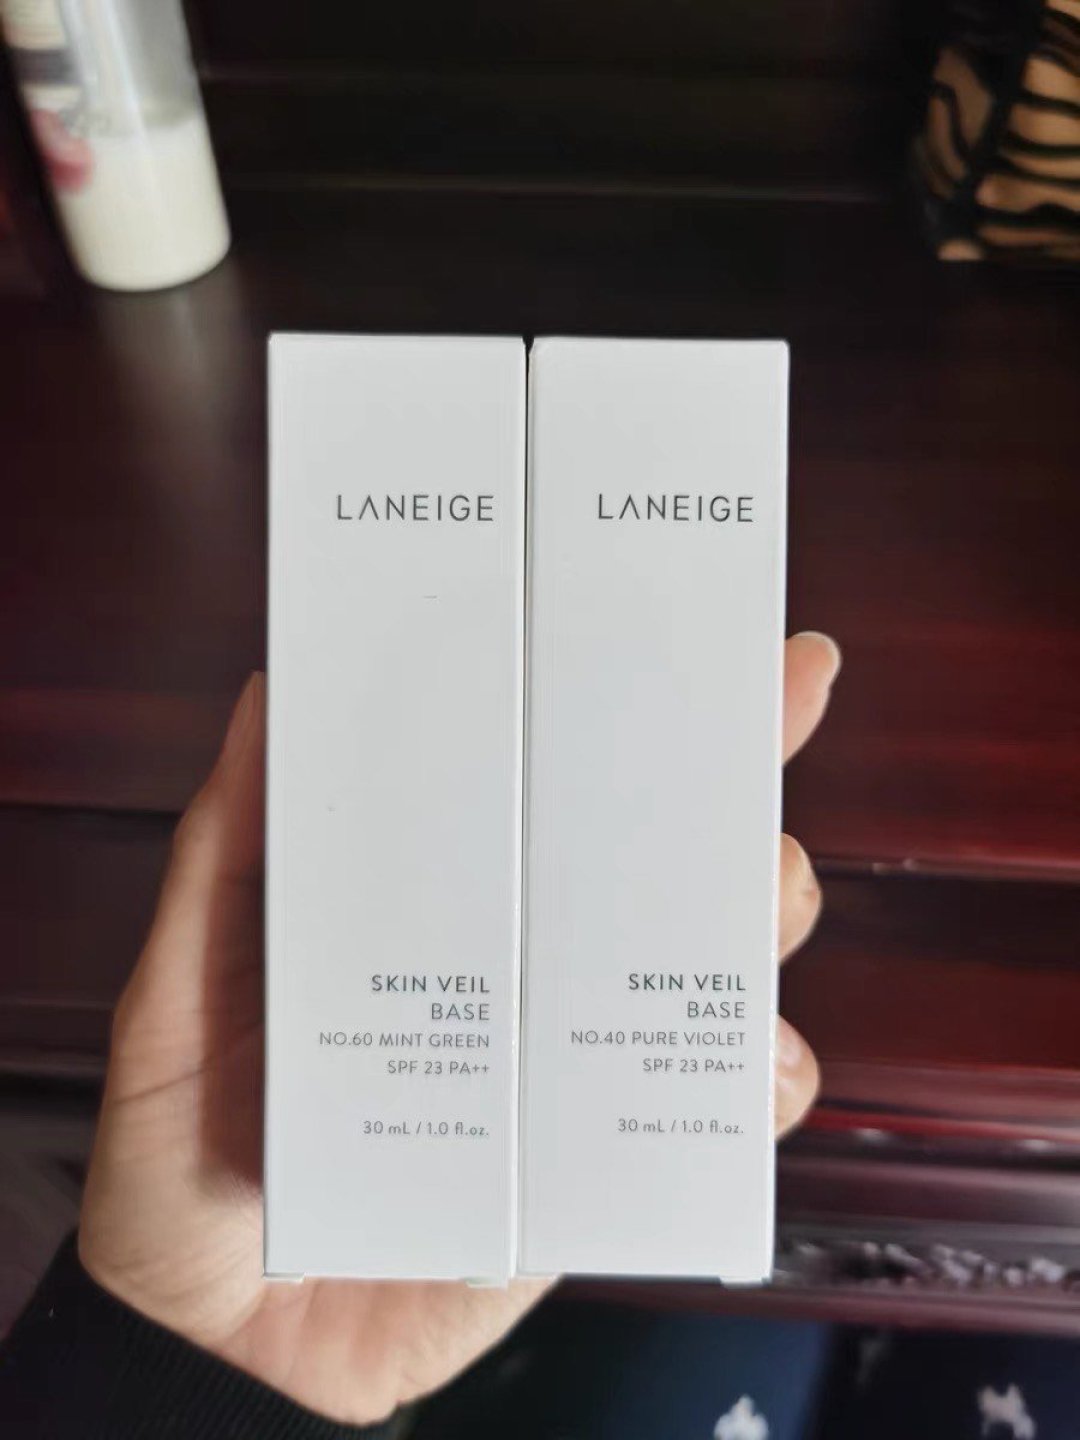 LANEIGE
SKIN VEIL
BASE
NO.60 MINT GREEN
SPF 23 PA++
30 mL / 1.0 fl.oz.
LANEIGE
SKIN VEIL
BASE
NO.40 PURE VIOLET
SPF 23 PA++
30 mL / 1.0 fl.oz.